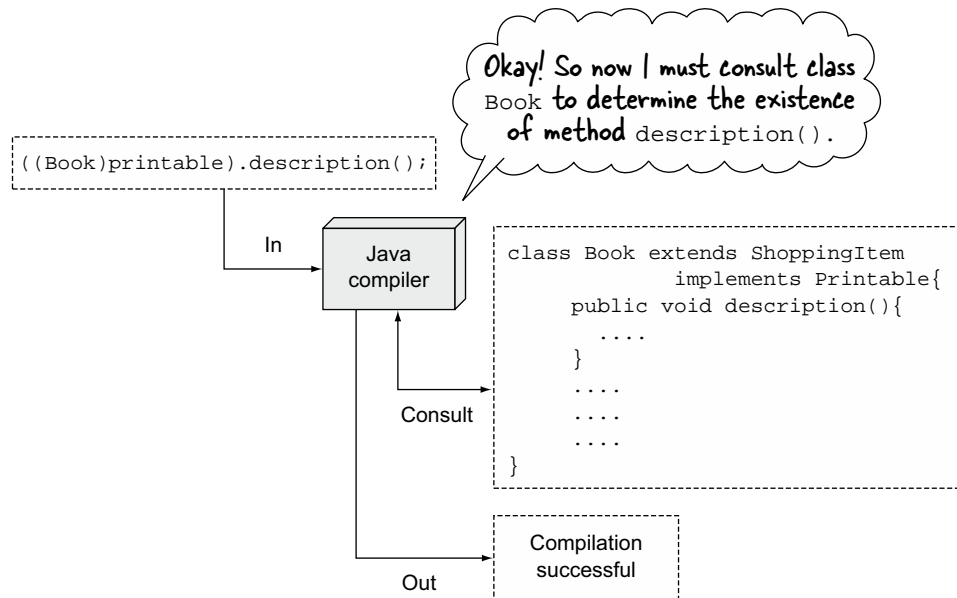 Okay! So now I must consult class
Book to determine the existence
of method description().
((Book)printable).description();
In
Java
compiler
class Book extends ShoppingItem
implements Printable{
public void description(){
....
}
....
....
....
}
Consult
Compilation
successful
Out